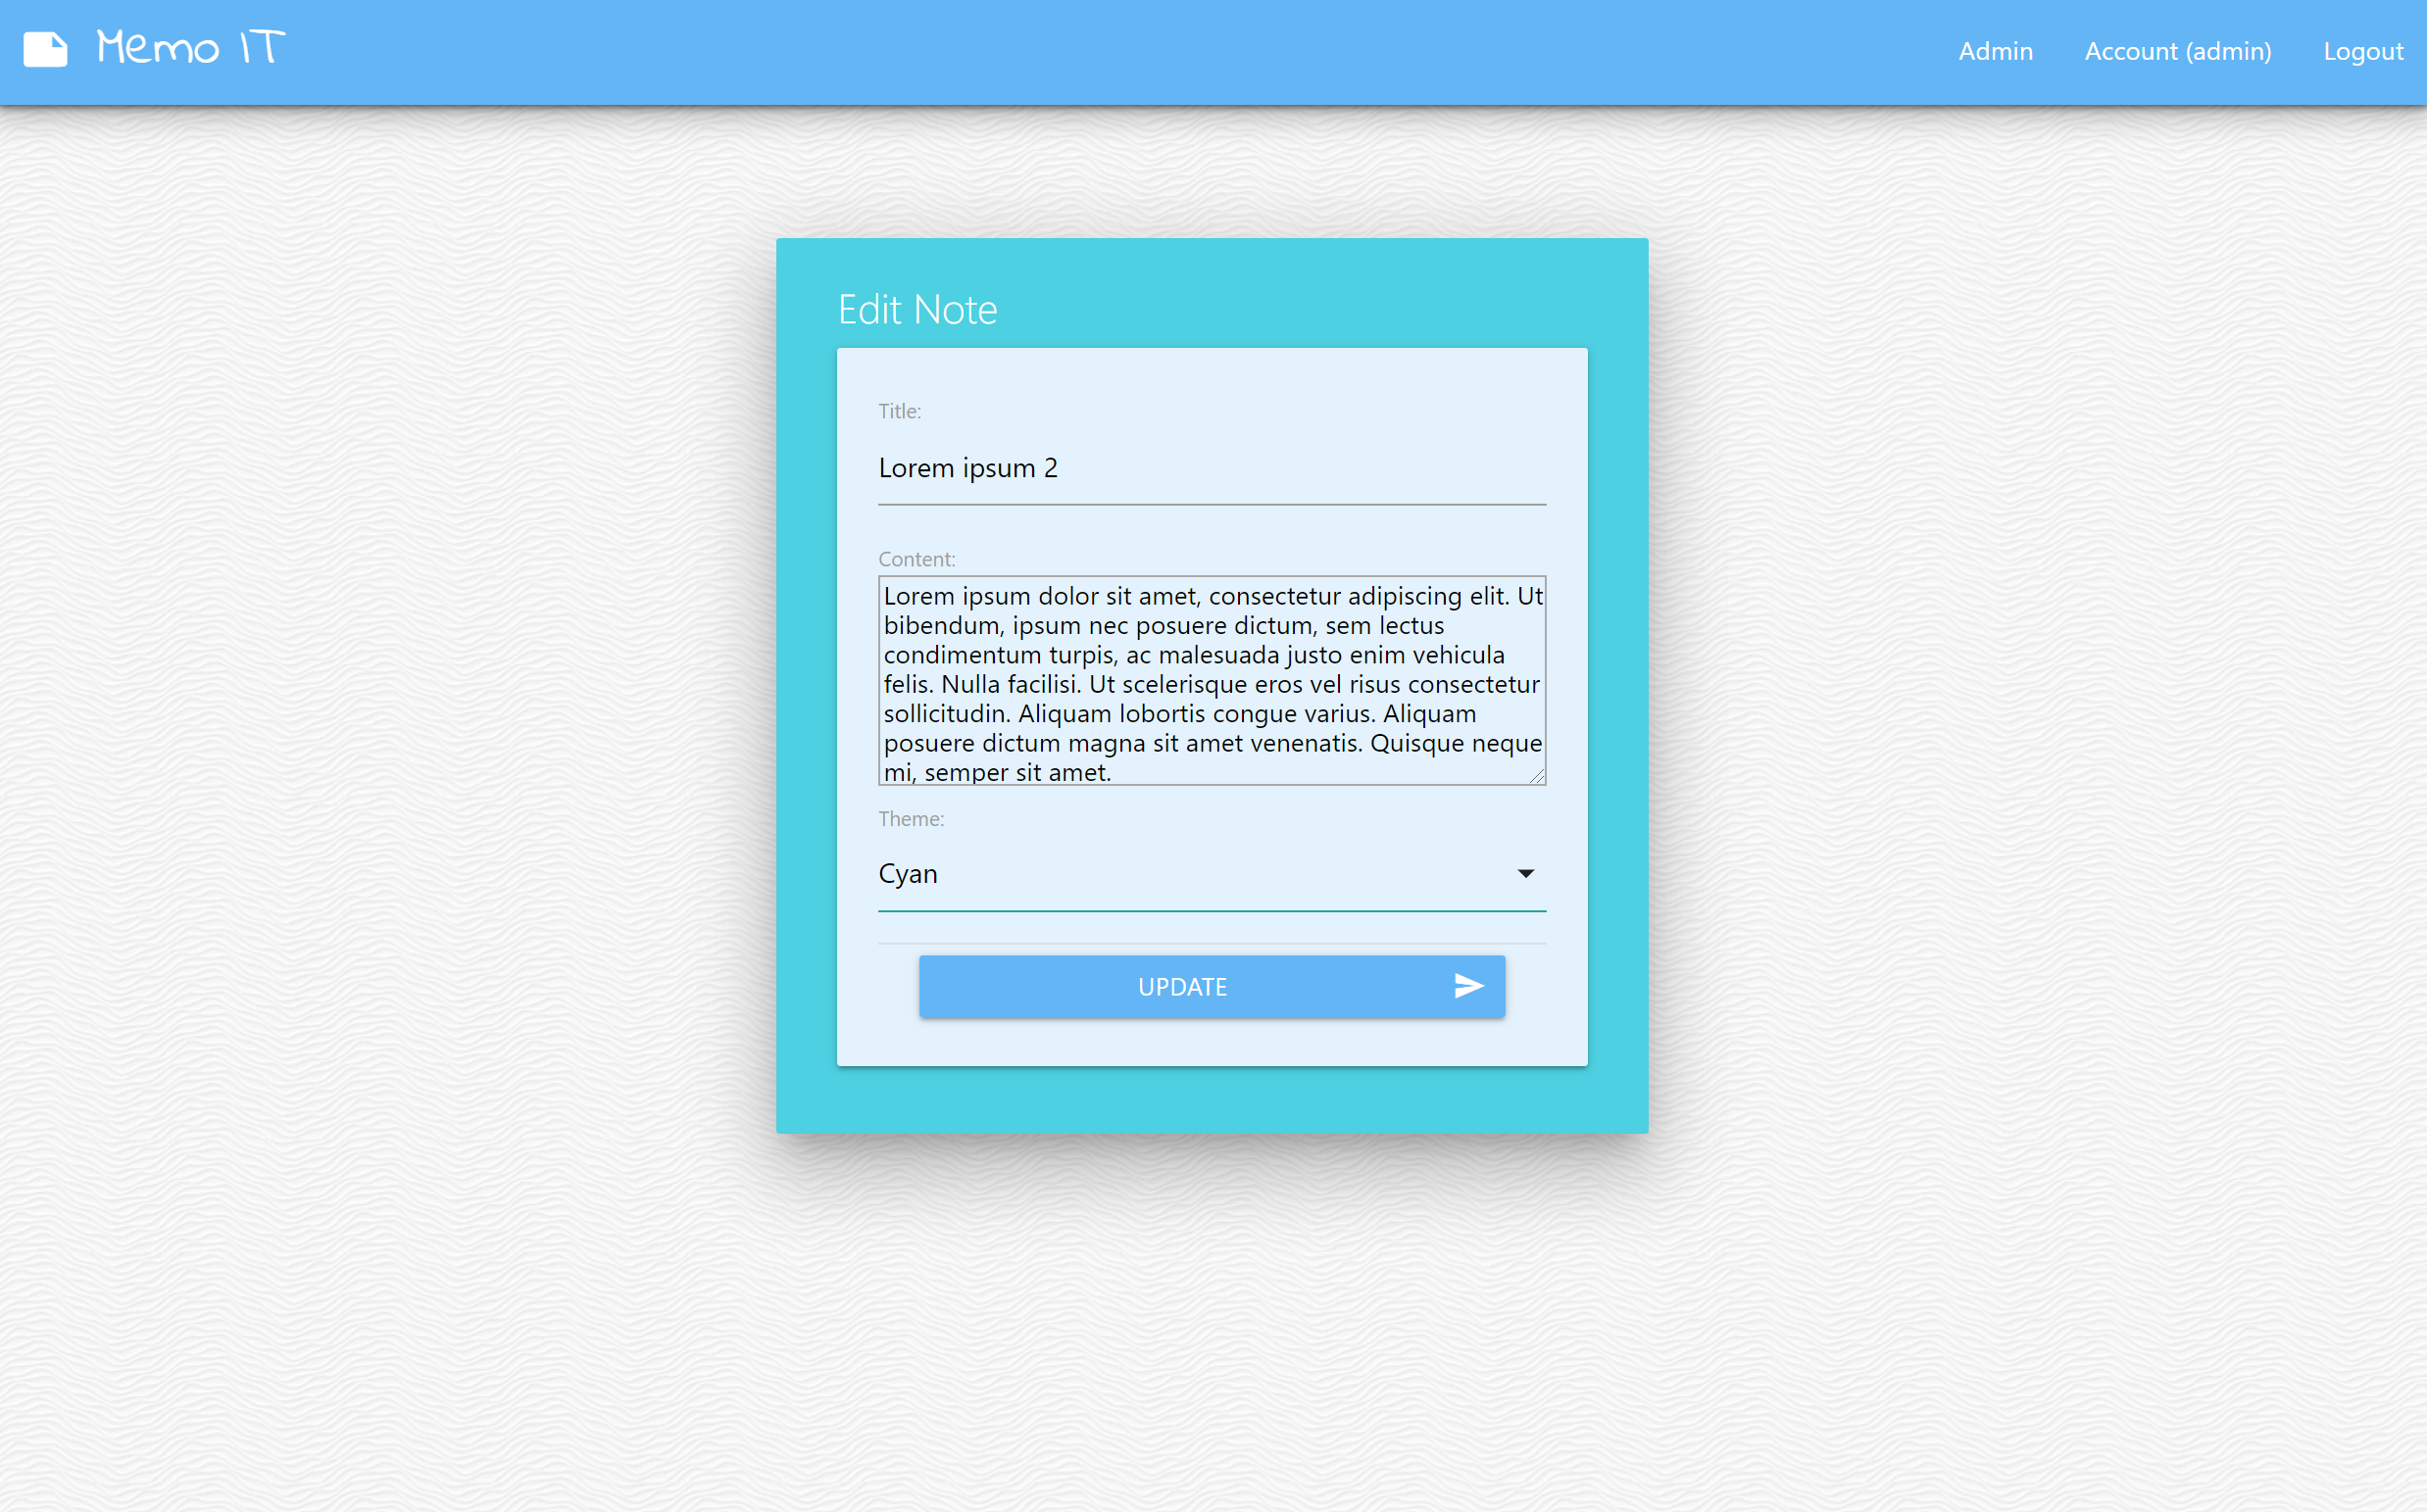 Memo IT
Admin
Account (admin)
Logout
Edit Note
Title:
Lorem ipsum 2
Content:
Lorem ipsum dolor sit amet, consectetur adipiscing elit. Ut
bibendum, ipsum nec posuere dictum, sem lectus
condimentum turpis, ac malesuada justo enim vehicula
felis. Nulla facilisi. Ut scelerisque eros vel risus consectetur
sollicitudin. Aliquam lobortis congue varius. Aliquam
posuere dictum magna sit amet venenatis. Quisque neque
mi, semper sit amet.
Theme:
Cyan
UPDATE